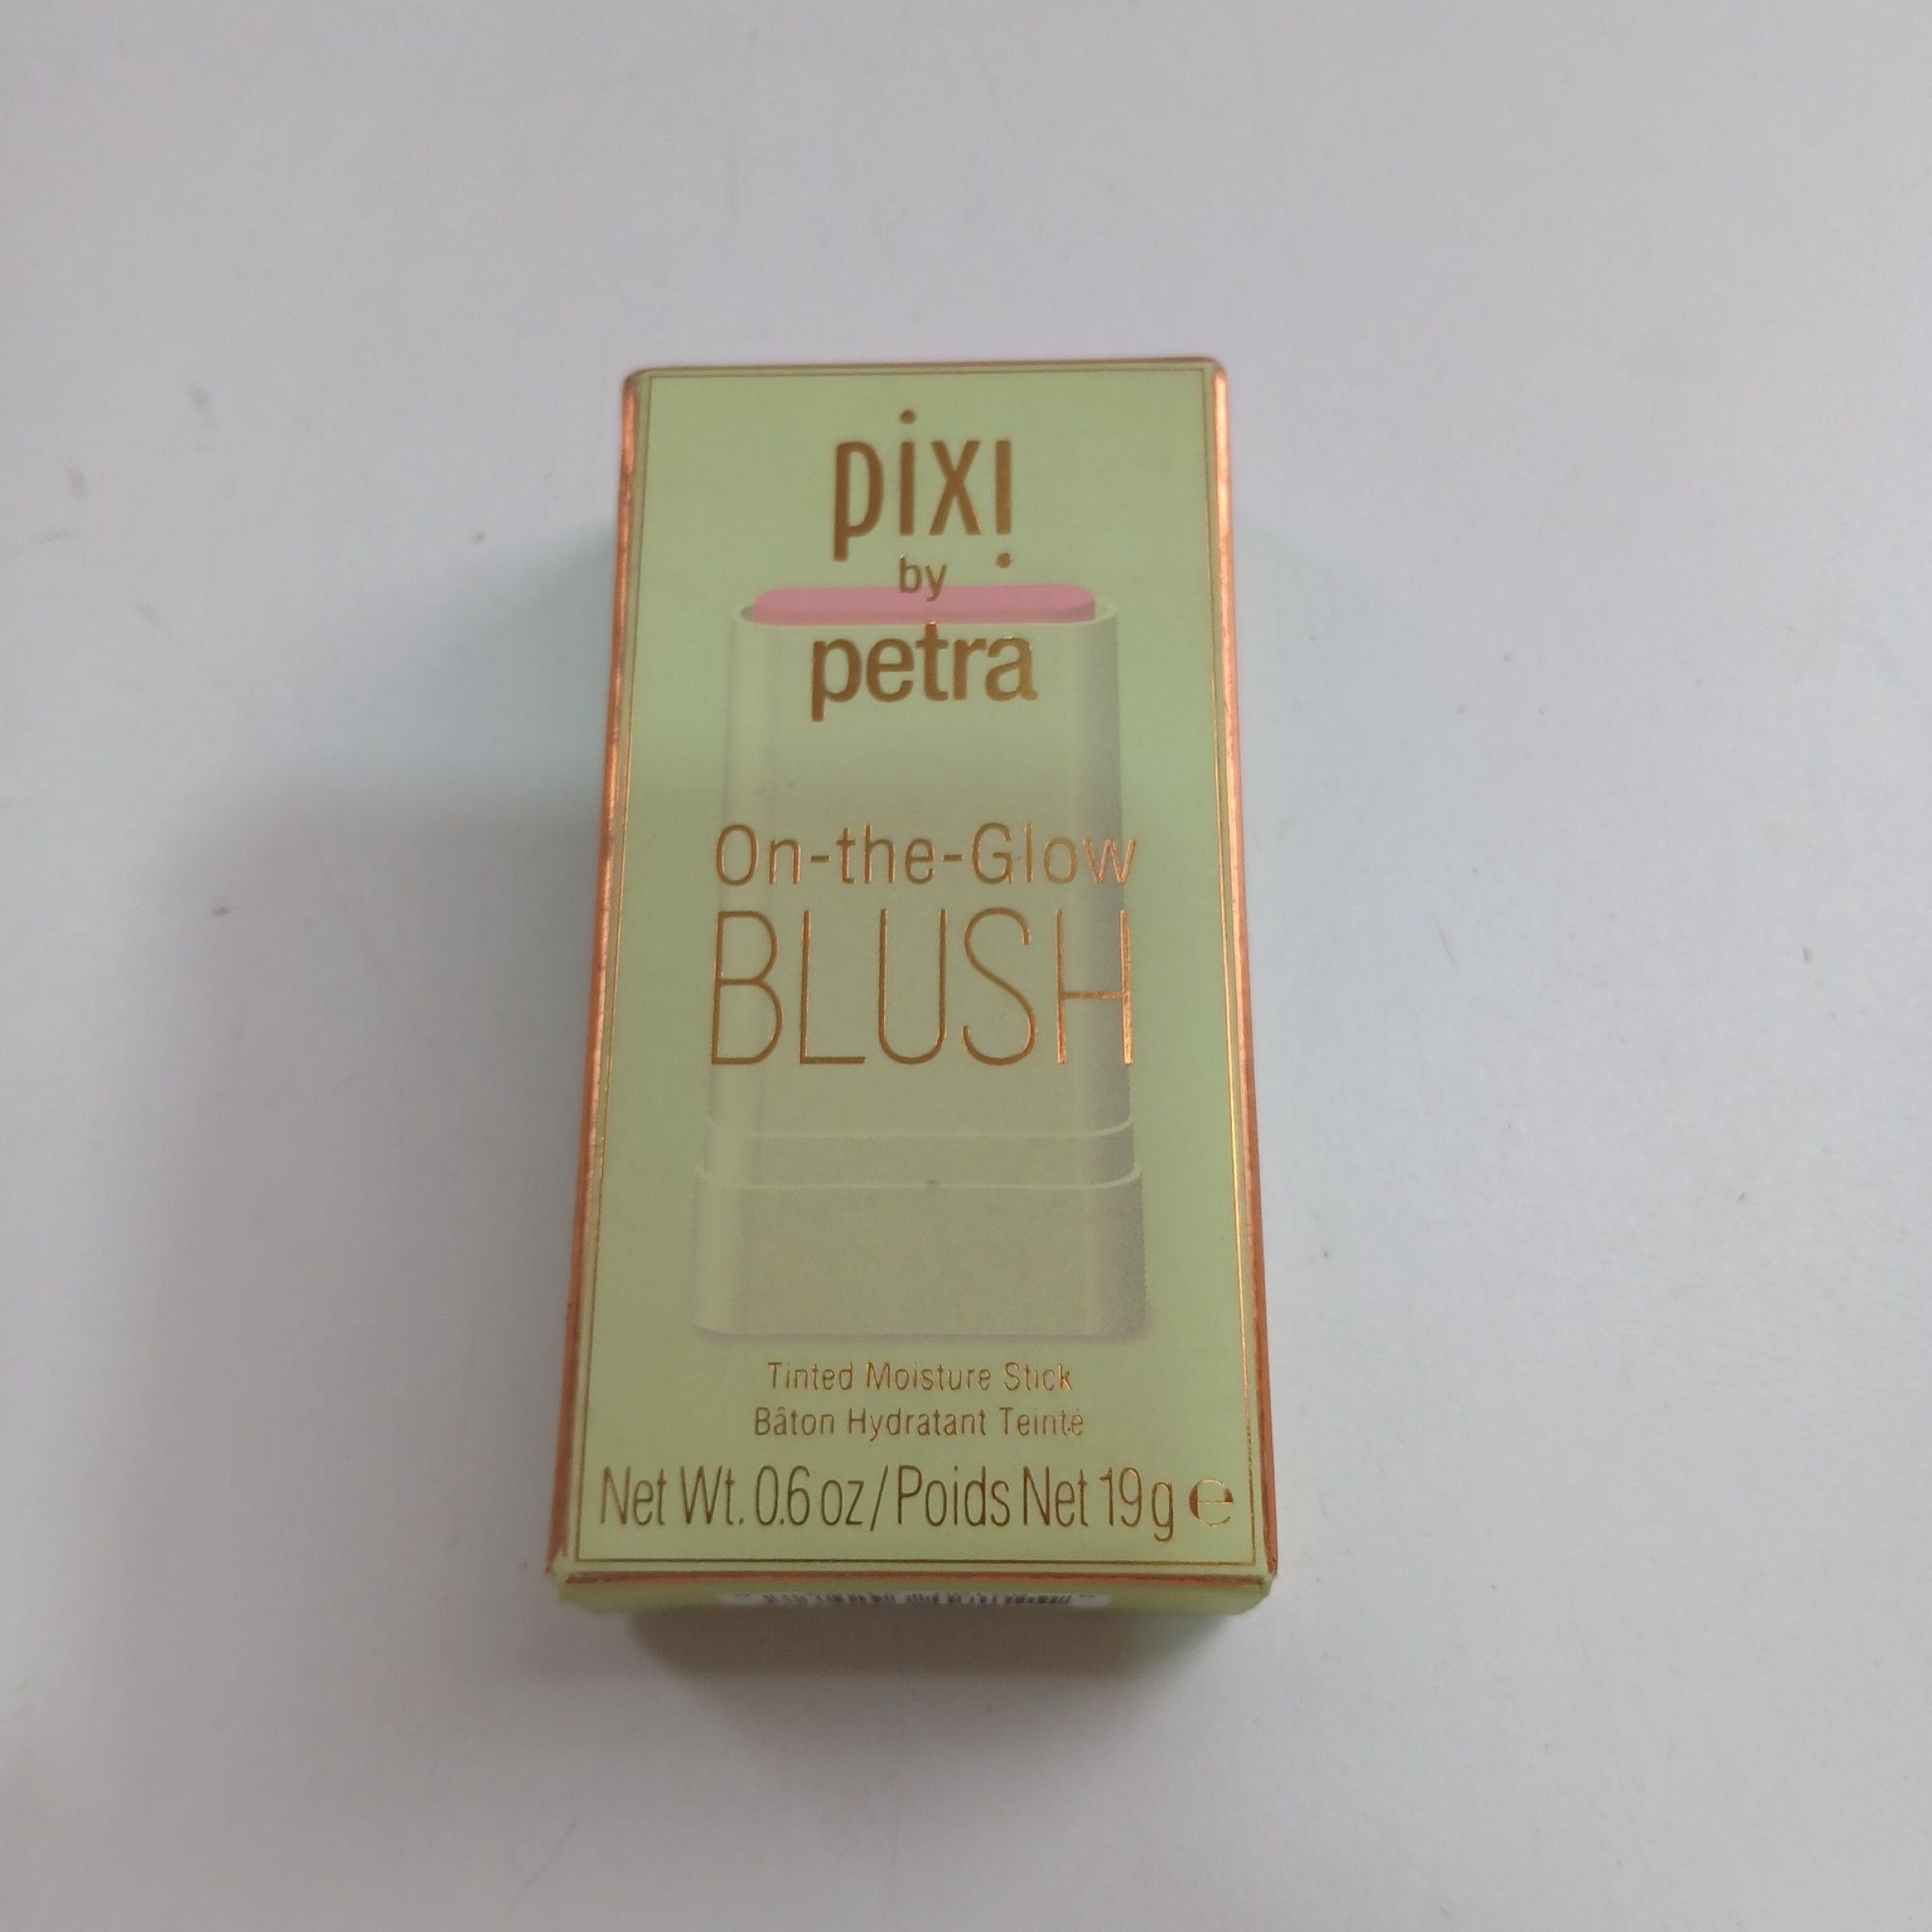 pixi
by
petra
On-the-Glow
BLUSH
Tinted Moisture Stick
Bâton Hydratant Teinté
Net Wt. 0.6 oz/Poids Net 19g ℮